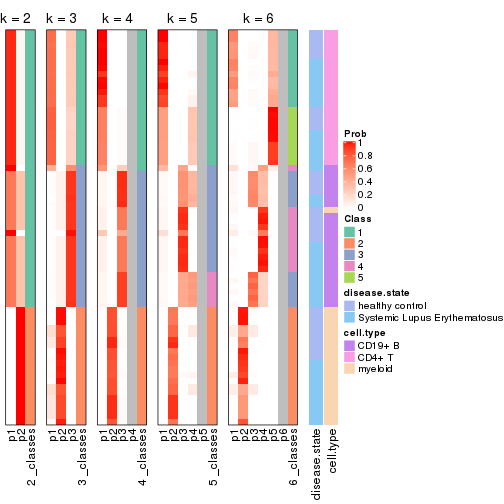 k = 2
k = 3
k = 4
k = 5
k = 6
Prob
1
0.8
0.6
0.4
0.2
0
Class
1
2
3
4
5
disease.state
healthy control
Systemic Lupus Erythematosus
cell.type
CD19+ B
CD4+ T
myeloid
p1
p2
2_classes
p1
p2
p3
3_classes
p1
p2
p3
p4
4_classes
p1
p2
p3
p4
p5
5_classes
p1
p2
p3
p4
p5
p6
6_classes
disease.state
cell.type